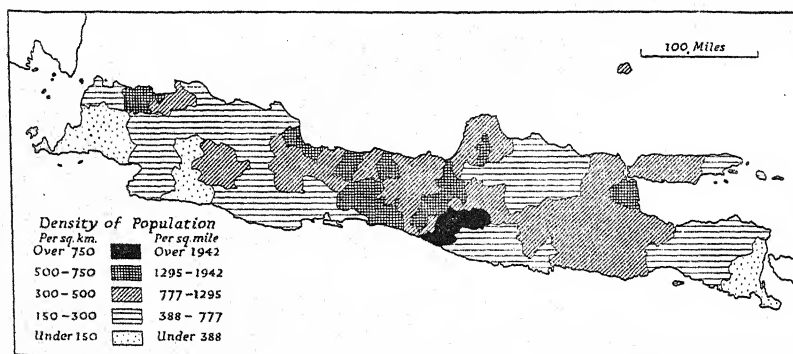 100 Miles
Density of Population
Per sq. km. Per sq. mile
Over 750 Over 1942
500-750 1295-1942
300-500 777-1295
150-300 388-777
Under 150 Under 388